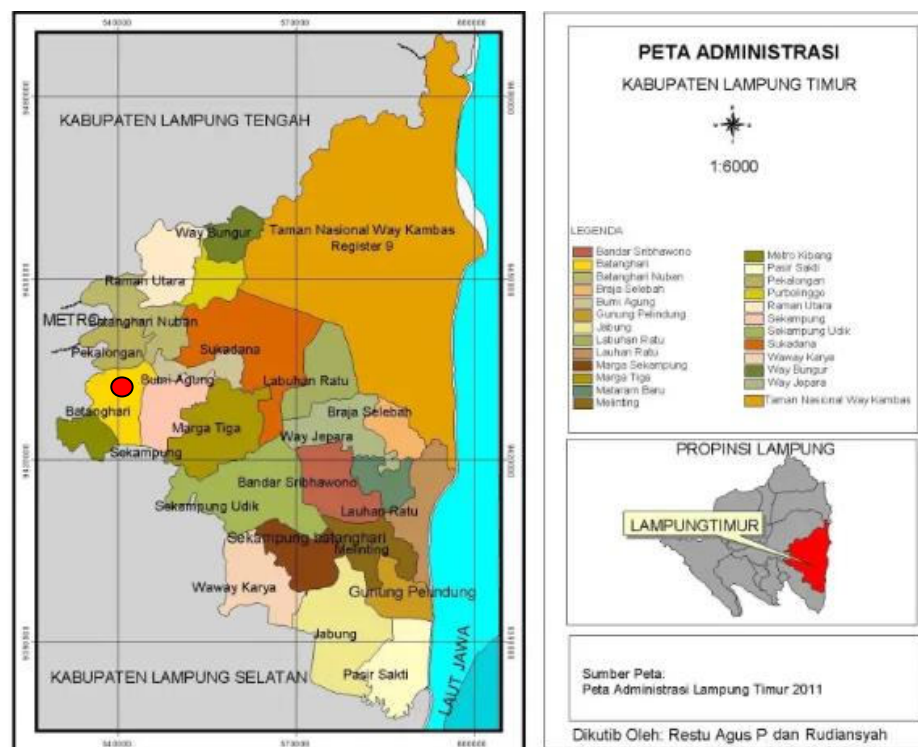 540000 570000 600000
KABUPATEN LAMPUNG TENGAH
Way Bungur
Taman Nasional Way Kambas
Register 9
Raman Utara
METRO
Batanghari Nuban
Sukadana
Pekalongan
Bumi Agung
Labuhan Ratu
Batanghari
Braja Selebah
Marga Tiga
Way Jepara
Sekampung
Bandar Sribhawono
Sekampung Udik
Lauhan Ratu
Sekampung batanghari
Melinting
Waway Karya
Gunung Pelindung
Jabung
KABUPATEN LAMPUNG SELATAN
Pasir Sakti
LAUT JAWA
540000 570000 600000
PETA ADMINISTRASI
KABUPATEN LAMPUNG TIMUR
1:6000
LEGENDA
Bandar Sribhawono
Batanghari
Batanghari Nuban
Braja Selebah
Bumi Agung
Gunung Pelindung
Jabung
Labuhan Ratu
Lauhan Ratu
Marga Sekampung
Marga Tiga
Mataram Baru
Melinting
Metro Kibang
Pasir Sakti
Pekalongan
Purbolinggo
Raman Utara
Sekampung
Sekampung Udik
Sukadana
Waway Karya
Way Bungur
Way Jepara
Taman Nasional Way Kambas
PROPINSI LAMPUNG
LAMPUNGTIMUR
Sumber Peta:
Peta Administrasi Lampung Timur 2011
Dikutib Oleh: Restu Agus P dan Rudiansyah